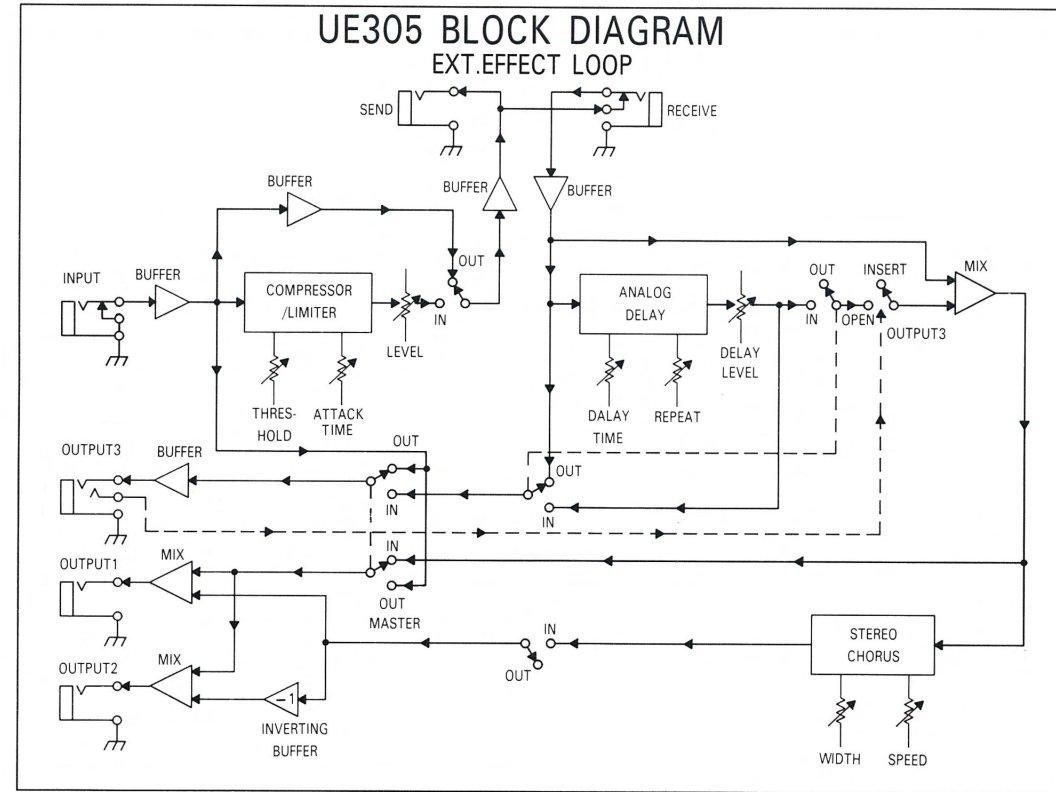 UE305 BLOCK DIAGRAM
EXT.EFFECT LOOP
SEND
RECEIVE
BUFFER
BUFFER
BUFFER
INPUT
BUFFER
COMPRESSOR
/LIMITER
OUT
IN
LEVEL
THRES-
HOLD
ATTACK
TIME
ANALOG
DELAY
DELAY
LEVEL
DALAY
TIME
REPEAT
OUT
IN
OPEN
INSERT
OUTPUT3
MIX
OUTPUT3
BUFFER
OUT
IN
OUT
IN
OUTPUT1
MIX
IN
OUT
MASTER
OUTPUT2
MIX
-1
INVERTING
BUFFER
IN
OUT
STEREO
CHORUS
WIDTH
SPEED